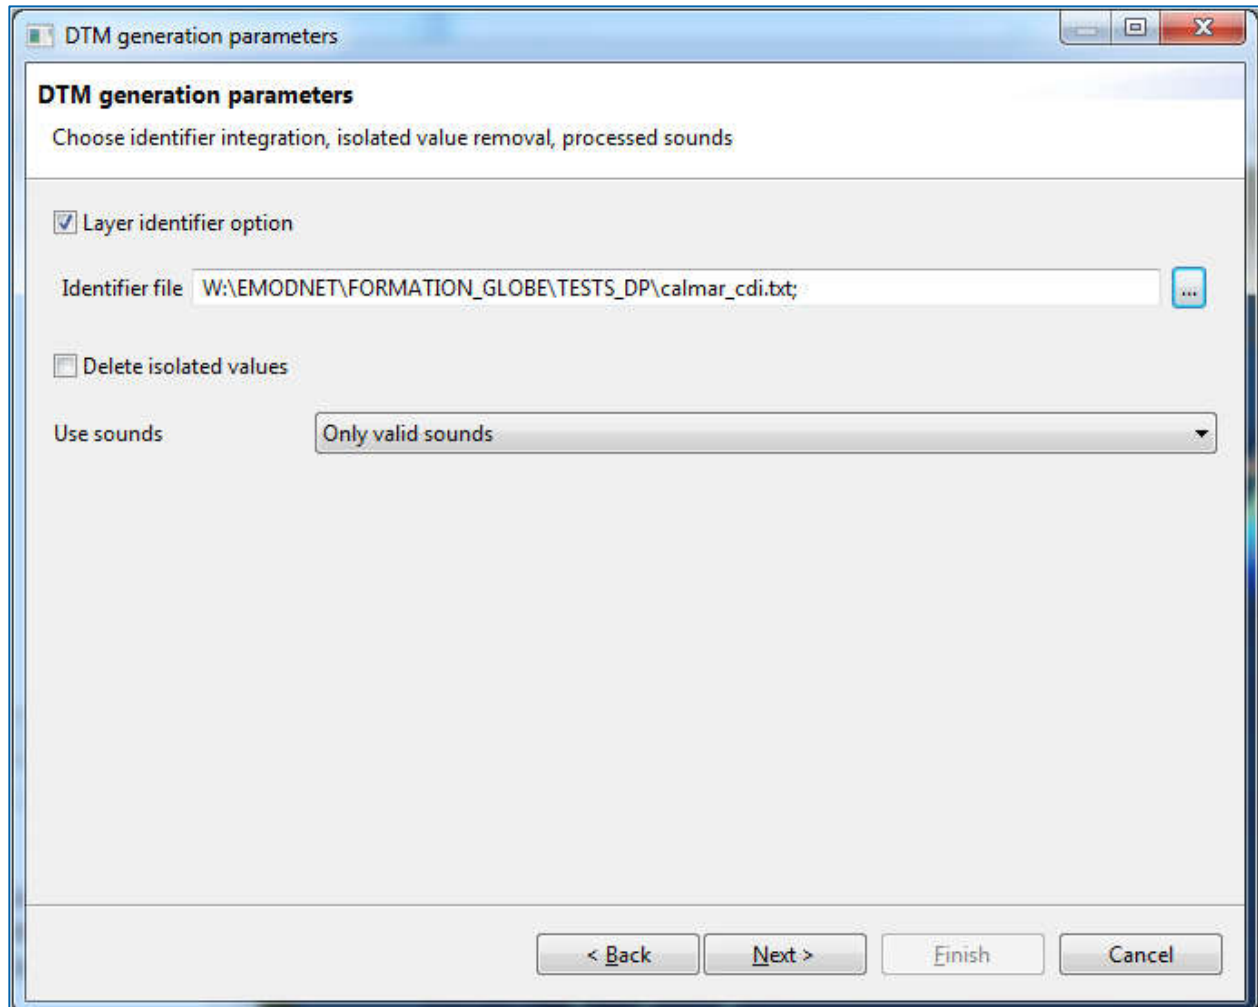 DTM generation parameters
DTM generation parameters
Choose identifier integration, isolated value removal, processed sounds
Layer identifier option
Identifier file W:\EMODNET\FORMATION_GLOBE\TESTS_DP\calmar_cdi.txt; ...
Delete isolated values
Use sounds Only valid sounds
< Back Next > Finish Cancel